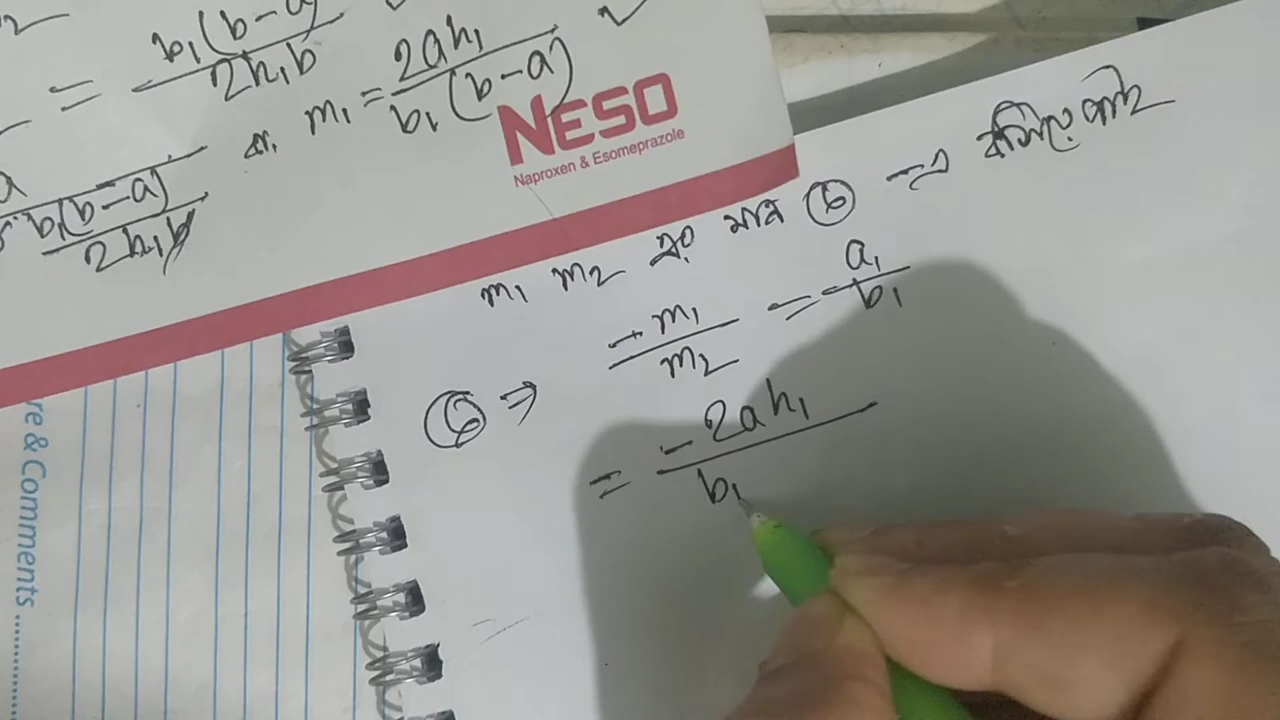 = b₁(b-a)/2h₁b
m₁ = 2ah₁/b₁(b-a)
b₁(b-a)/2h₁b
NESO
Naproxen & Esomeprazole
m₁ m₂ এর মান ⑥ -এ বসিয়ে পাই
⑥ ⇒ -m₁/m₂ = a₁/b₁
= -2ah₁/b₁
re & Comments